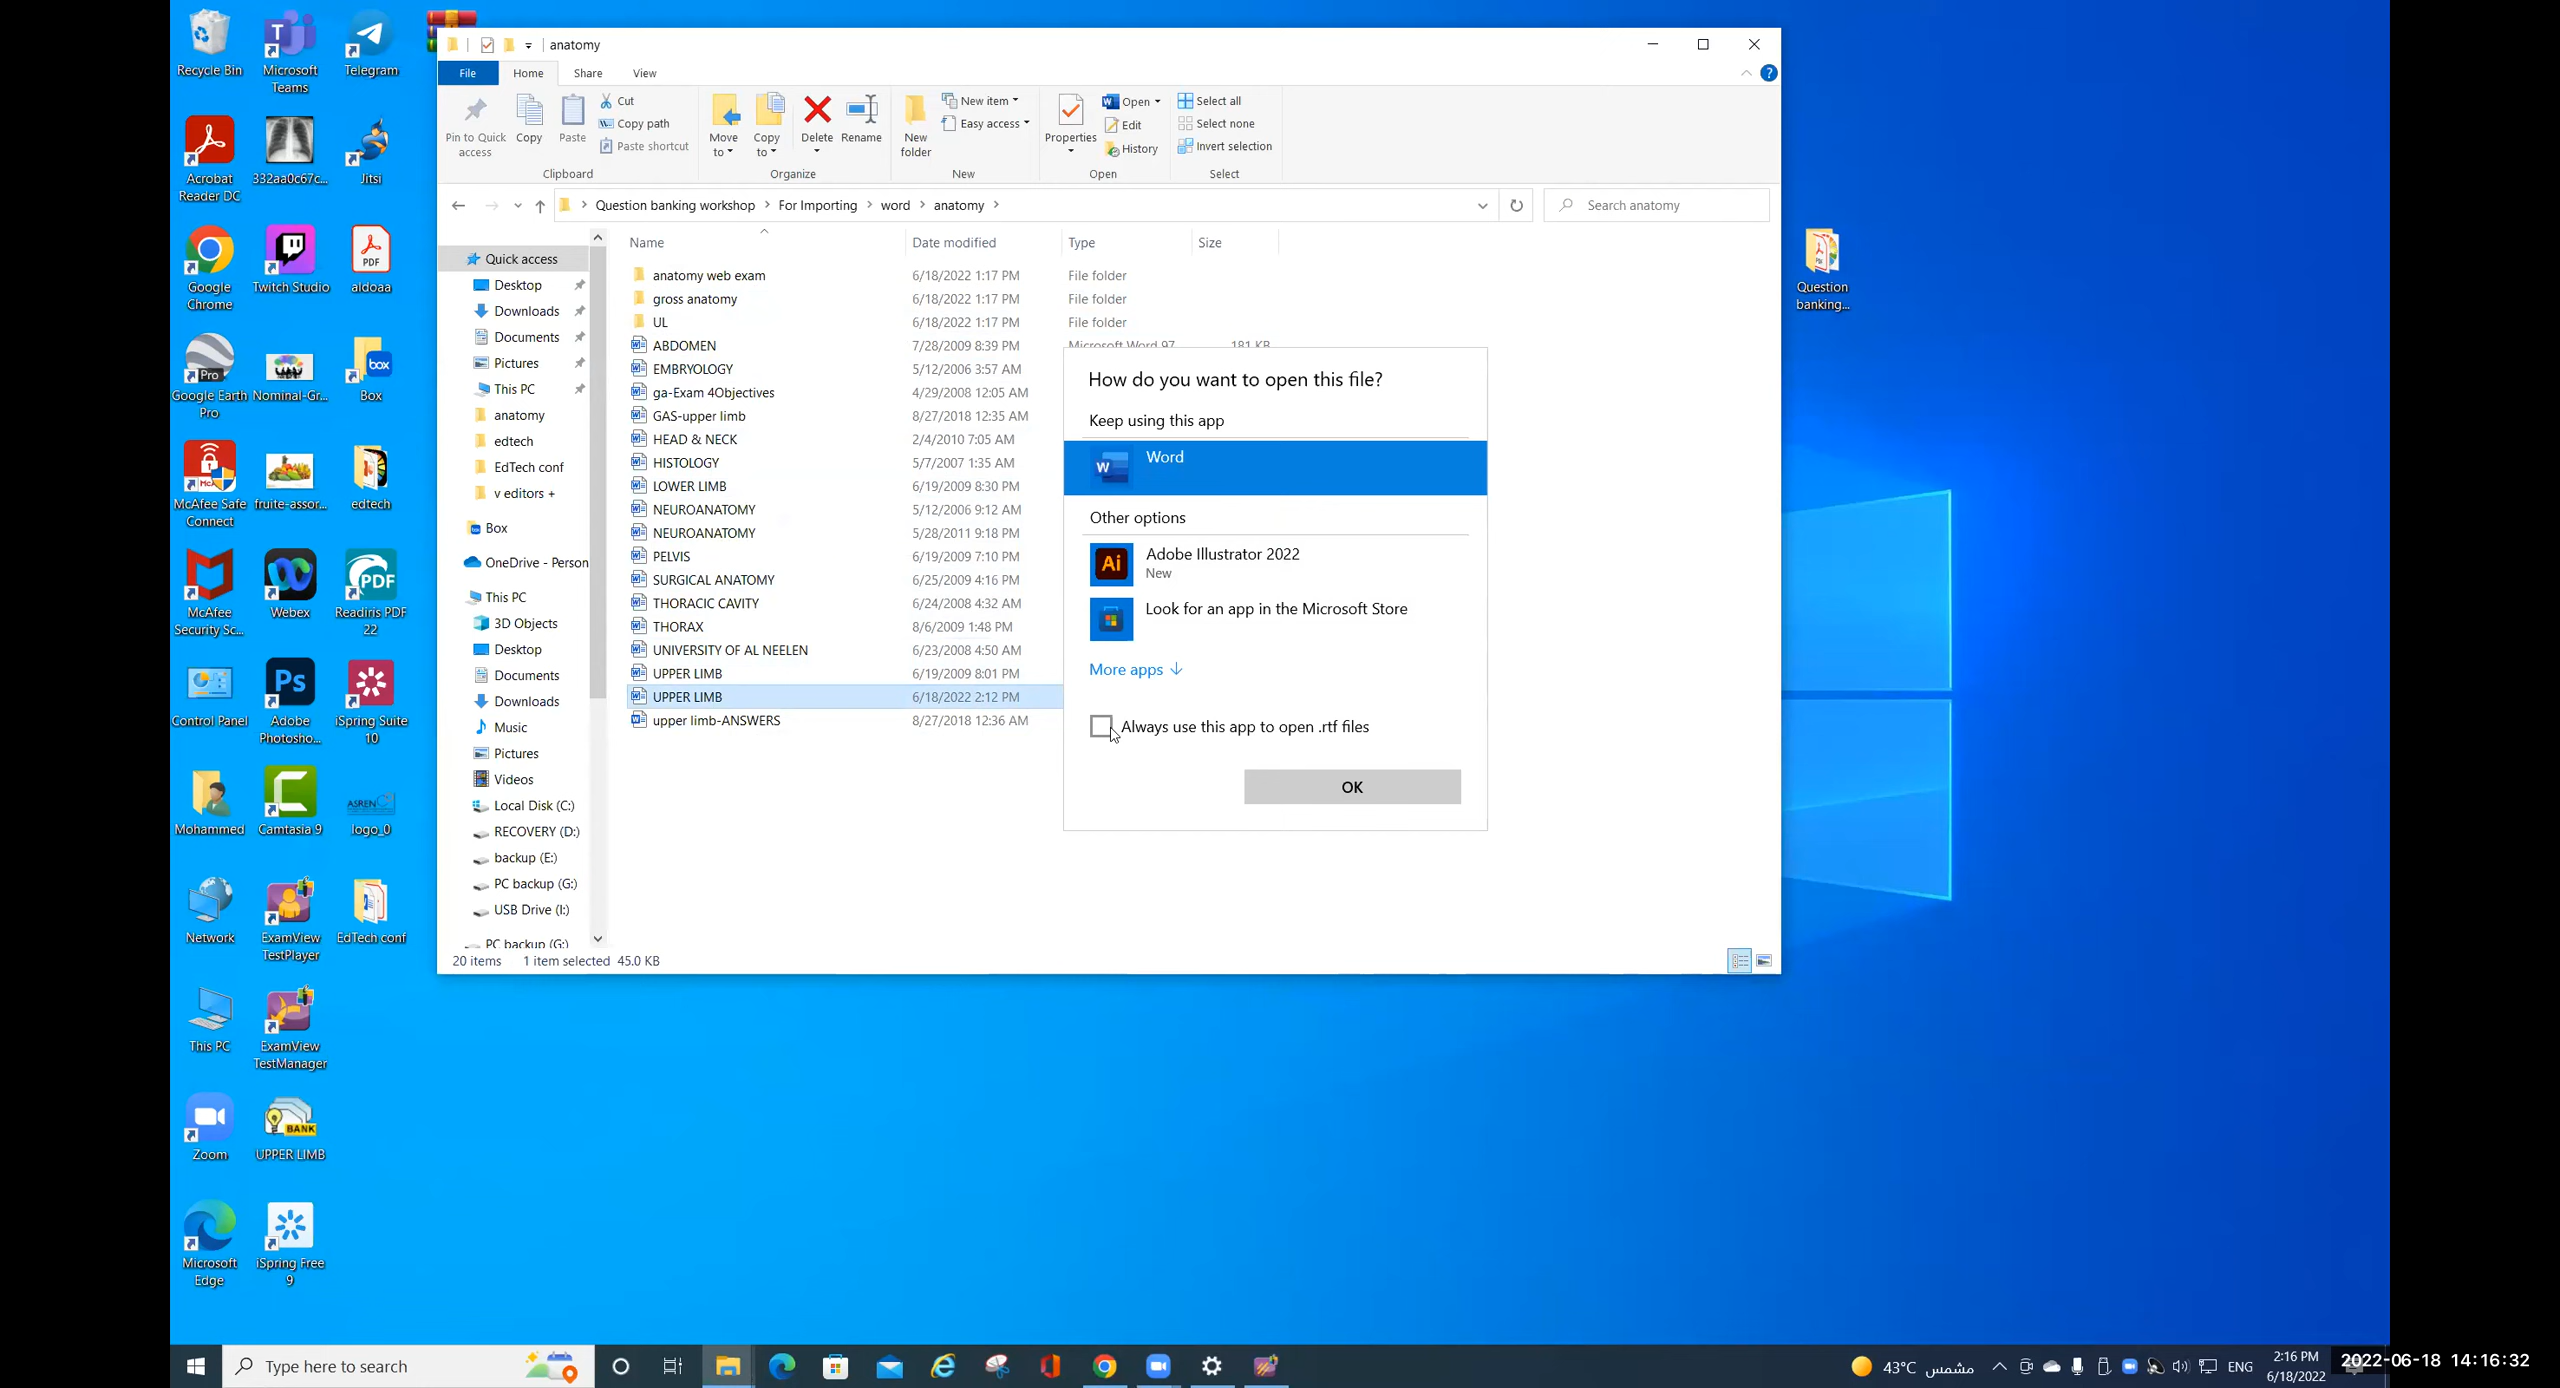 Recycle Bin
Microsoft
Teams
Telegram
Acrobat
Reader DC
332aa0c67c...
Jitsi
Google
Chrome
Twitch Studio
PDF
aldoaa
Pro
Google Earth
Pro
Nominal-Gr...
box
Box
McAfee Safe
Connect
fruite-assor...
edtech
McAfee
Security Sc...
Webex
PDF
Readiris PDF
22
Control Panel
Ps
Adobe
Photosho...
iSpring Suite
10
Mohammed
Camtasia 9
ASREN
logo_0
Network
ExamView
TestPlayer
EdTech conf
This PC
ExamView
TestManager
Zoom
BANK
UPPER LIMB
Microsoft
Edge
iSpring Free
9
Question
banking...
anatomy
File
Home
Share
View
Pin to Quick
access
Copy
Paste
Cut
Copy path
Paste shortcut
Clipboard
Move
to
Copy
to
Delete
Rename
Organize
New
folder
New item
Easy access
New
Properties
Open
Edit
History
Open
Select all
Select none
Invert selection
Select
Question banking workshop
For Importing
word
anatomy
Search anatomy
Quick access
Desktop
Downloads
Documents
Pictures
This PC
anatomy
edtech
EdTech conf
v editors +
Box
OneDrive - Person
This PC
3D Objects
Desktop
Documents
Downloads
Music
Pictures
Videos
Local Disk (C:)
RECOVERY (D:)
backup (E:)
PC backup (G:)
USB Drive (I:)
PC backup (G:)
Name Date modified Type Size
anatomy web exam 6/18/2022 1:17 PM File folder
gross anatomy 6/18/2022 1:17 PM File folder
UL 6/18/2022 1:17 PM File folder
ABDOMEN 7/28/2009 8:39 PM Microsoft Word 97... 181 KB
EMBRYOLOGY 5/12/2006 3:57 AM
ga-Exam 4Objectives 4/29/2008 12:05 AM
GAS-upper limb 8/27/2018 12:35 AM
HEAD & NECK 2/4/2010 7:05 AM
HISTOLOGY 5/7/2007 1:35 AM
LOWER LIMB 6/19/2009 8:30 PM
NEUROANATOMY 5/12/2006 9:12 AM
NEUROANATOMY 5/28/2011 9:18 PM
PELVIS 6/19/2009 7:10 PM
SURGICAL ANATOMY 6/25/2009 4:16 PM
THORACIC CAVITY 6/24/2008 4:32 AM
THORAX 8/6/2009 1:48 PM
UNIVERSITY OF AL NEELEN 6/23/2008 4:50 AM
UPPER LIMB 6/19/2009 8:01 PM
UPPER LIMB 6/18/2022 2:12 PM
upper limb-ANSWERS 8/27/2018 12:36 AM
How do you want to open this file?
Keep using this app
Word
Other options
Ai
Adobe Illustrator 2022
New
Look for an app in the Microsoft Store
More apps
Always use this app to open .rtf files
OK
20 items 1 item selected 45.0 KB
Type here to search
43°C مشمس
ENG
2:16 PM
6/18/2022
2022-06-18 14:16:32